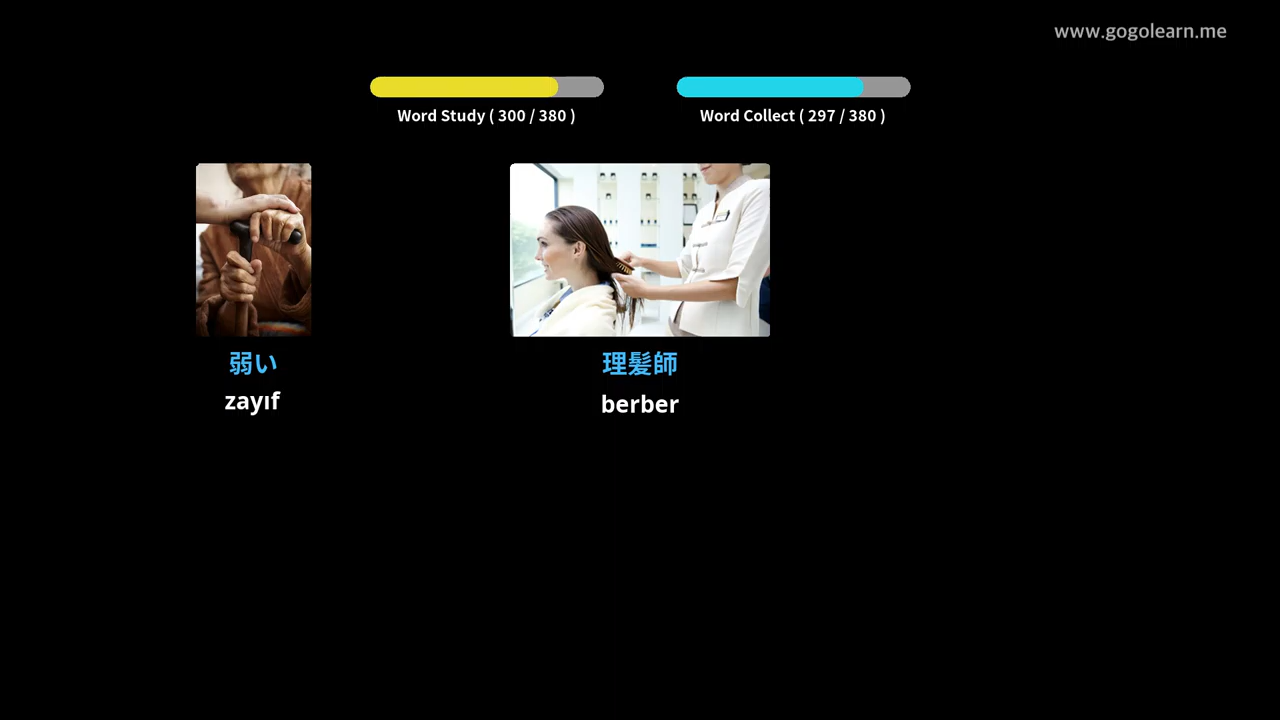 www.gogolearn.me
Word Study ( 300 / 380 )
Word Collect ( 297 / 380 )
弱い
zayıf
理髪師
berber